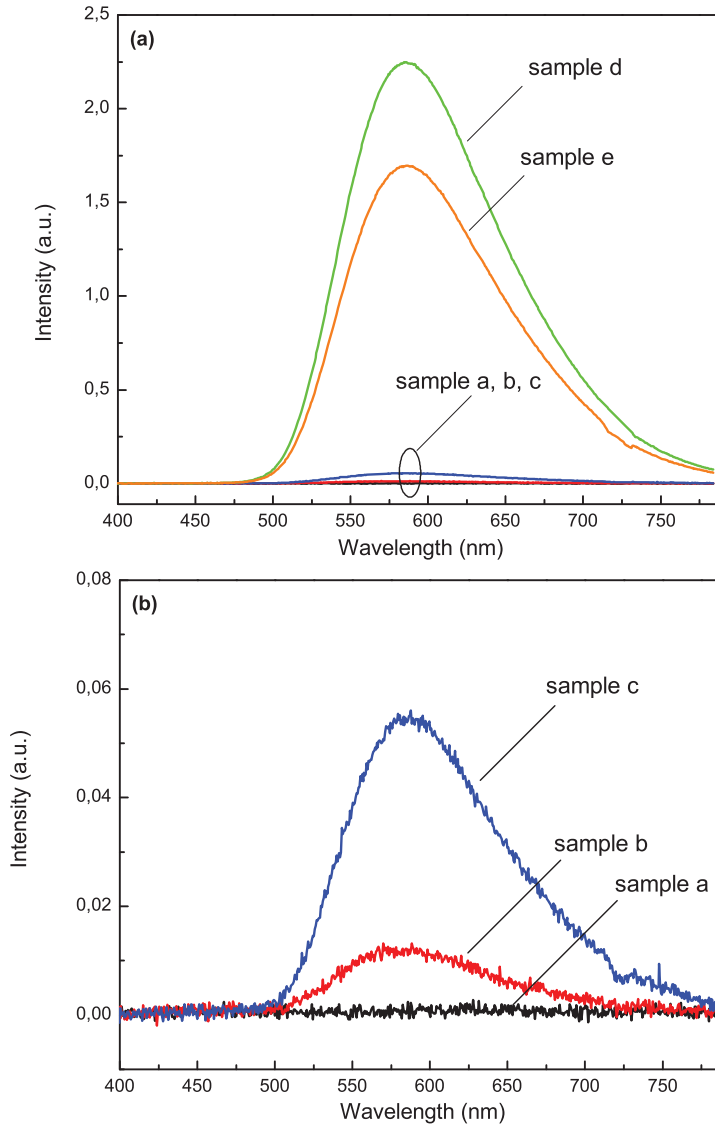 (a)
2,5
2,0
1,5
1,0
0,5
0,0
Intensity (a.u.)
sample d
sample e
sample a, b, c
400 450 500 550 600 650 700 750
Wavelength (nm)
(b)
0,08
0,06
0,04
0,02
0,00
Intensity (a.u.)
sample c
sample b
sample a
400 450 500 550 600 650 700 750
Wavelength (nm)